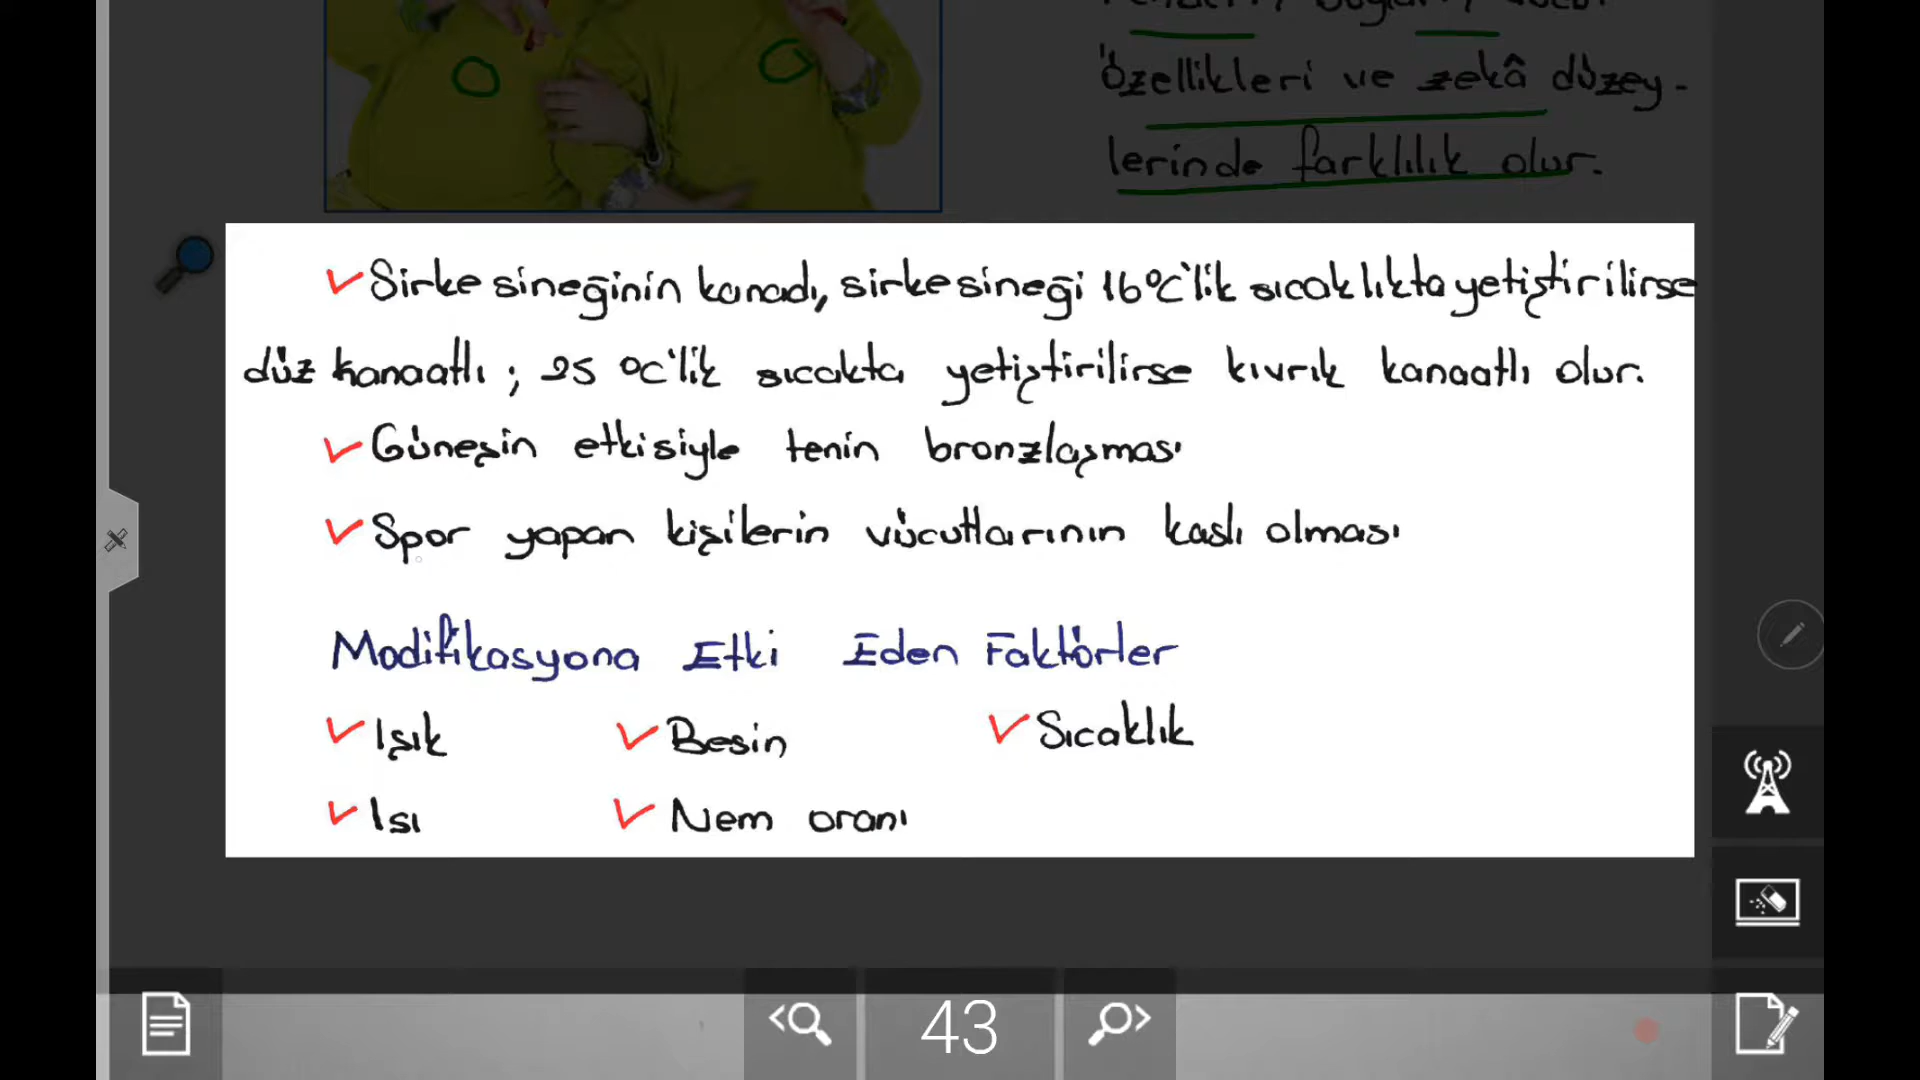 özellikleri ve zekâ düzey-
lerinde farklılık olur.
✓ Sirke sineğinin kanadı, sirke sineği 16°C'lik sıcaklıkta yetiştirilirse
düz kanaatlı; 25 °C'lik sıcakta yetiştirilirse kıvrık kanaatlı olur.
✓ Güneşin etkisiyle tenin bronzlaşması
✓ Spor yapan kişilerin vücutlarının kaslı olması
Modifikasyona Etki Eden Faktörler
✓ Işık ✓ Besin ✓ Sıcaklık
✓ Isı ✓ Nem oranı
43